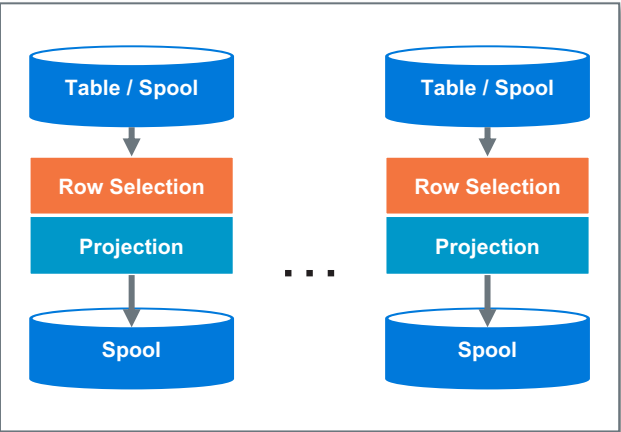 Table / Spool
Table / Spool
Row Selection
Row Selection
Projection
Projection
...
Spool
Spool